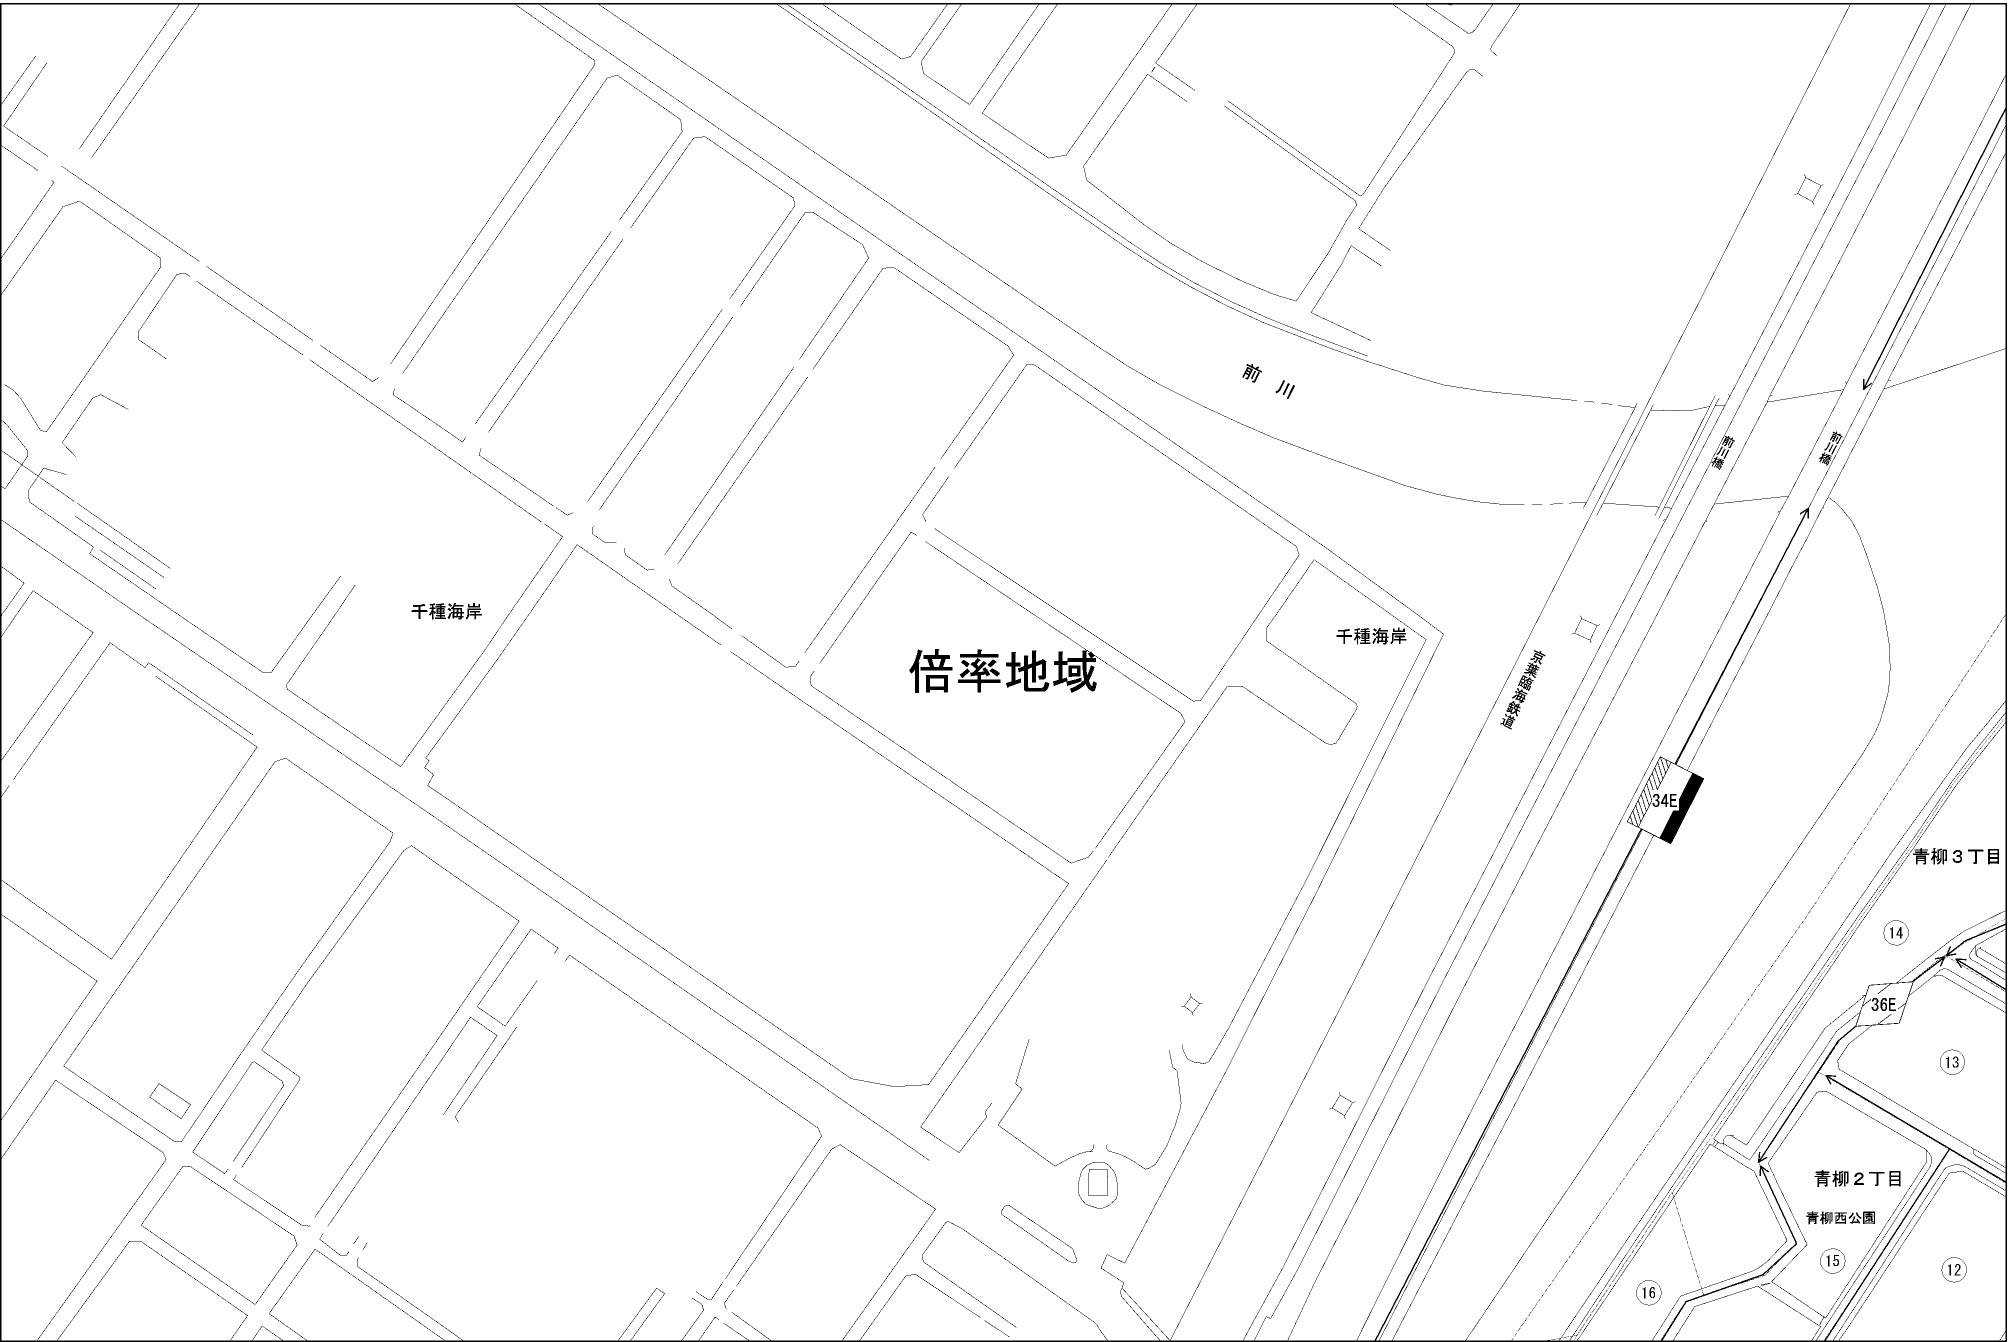 前川
前川橋
前川橋
千種海岸
千種海岸
倍率地域
京葉臨海鉄道
34E
青柳３丁目
14
36E
13
青柳２丁目
青柳西公園
15
12
16